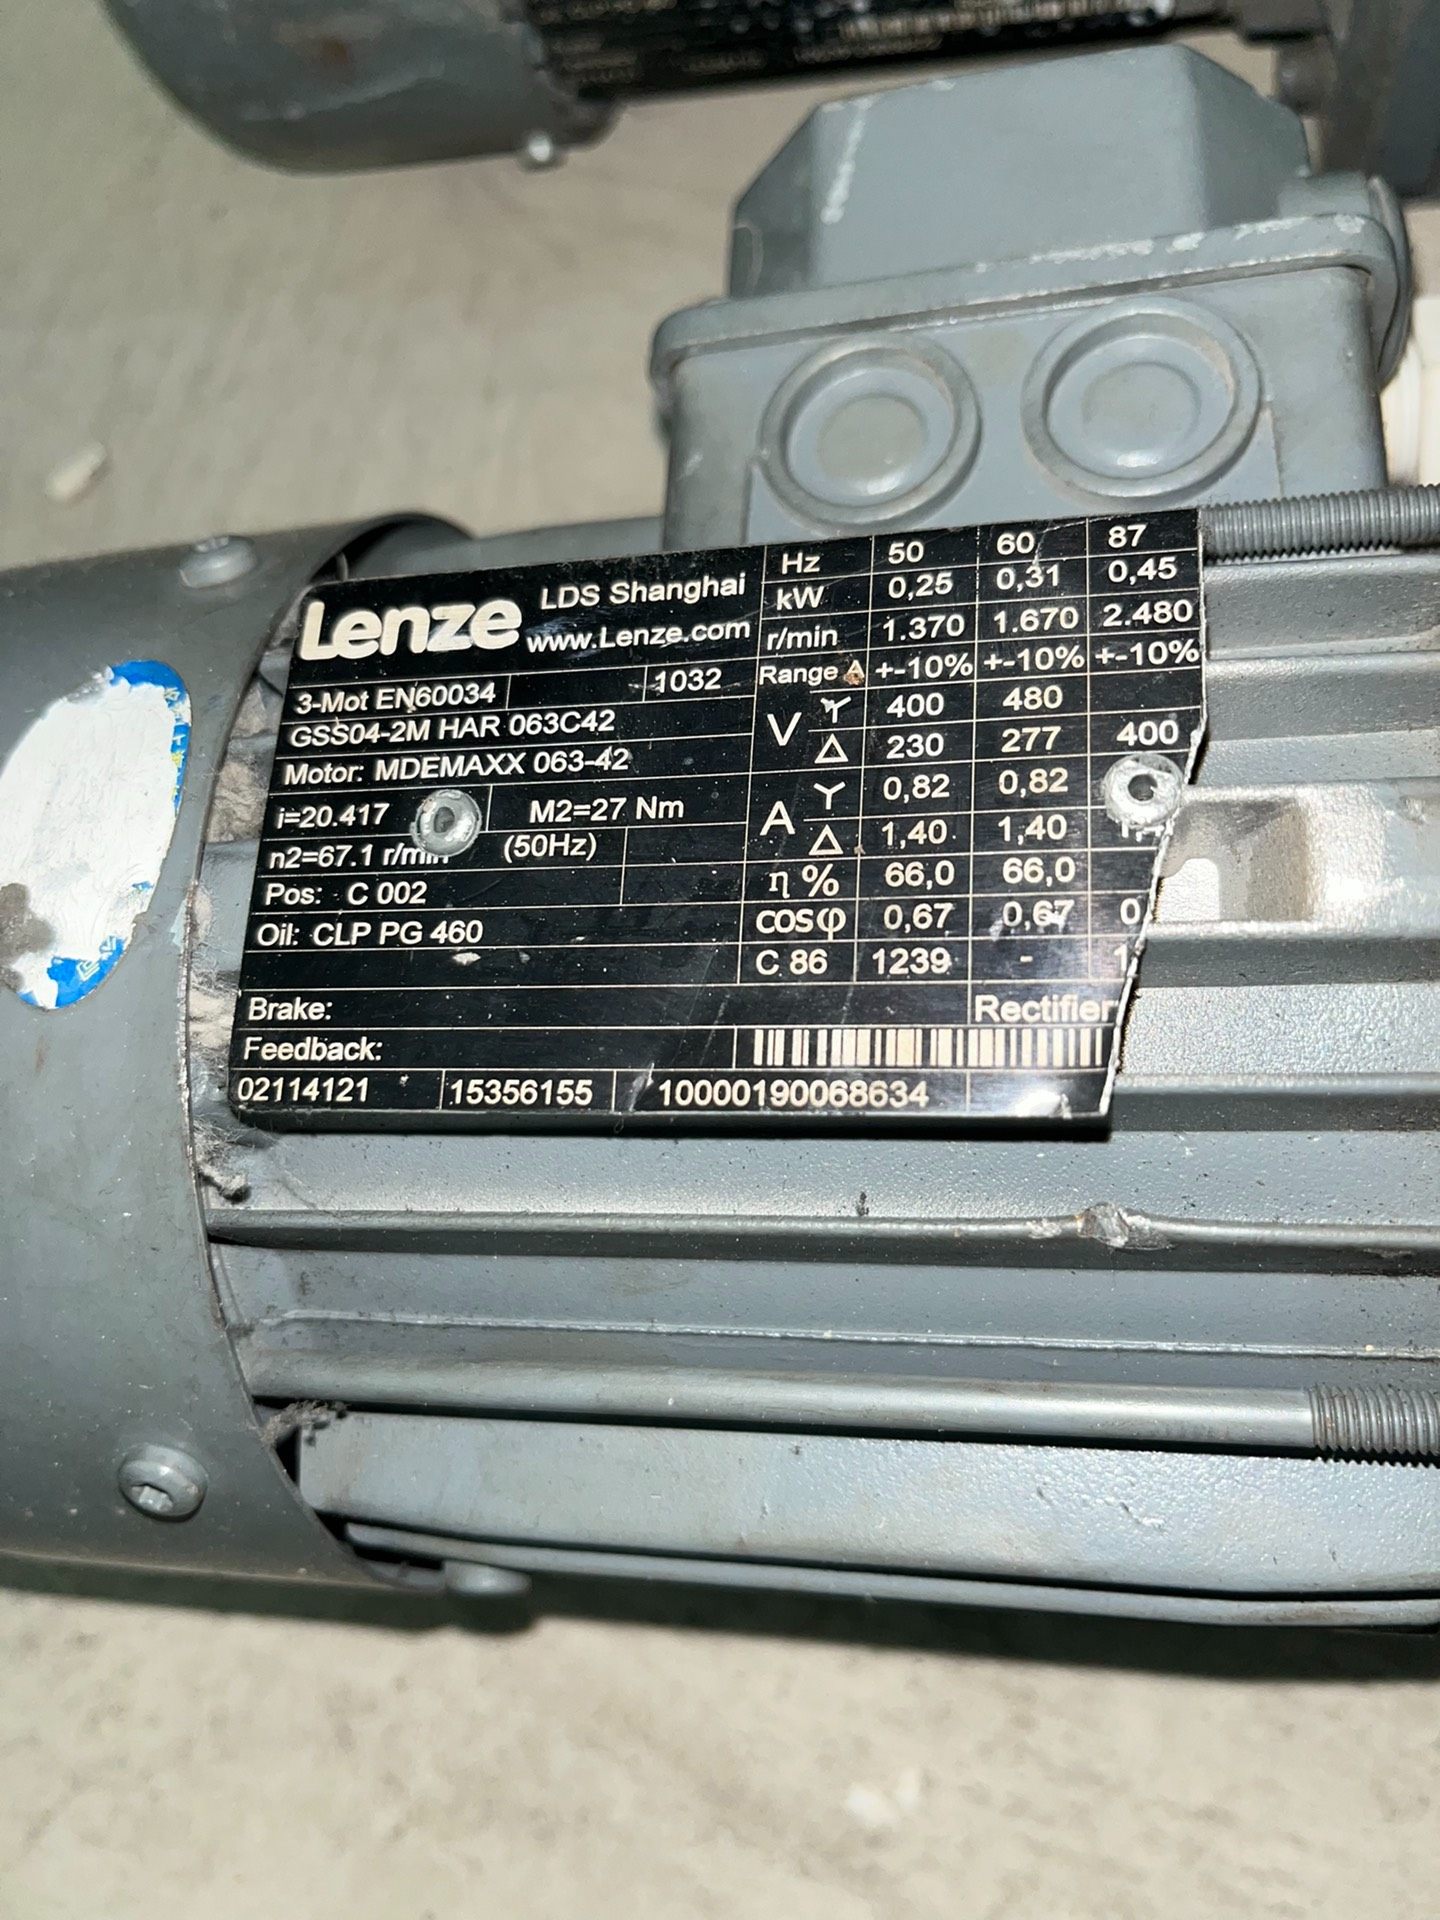 Lenze LDS Shanghai
www.Lenze.com
3-Mot EN60034 1032
GSS04-2M HAR 063C42
Motor: MDEMAXX 063-42
i=20.417 M2=27 Nm
n2=67.1 r/min (50Hz)
Pos: C 002
Oil: CLP PG 460
Hz 50 60 87
kW 0,25 0,31 0,45
r/min 1.370 1.670 2.480
Range A +-10% +-10% +-10%
V Y 400 480
Δ 230 277 400
A Y 0,82 0,82
Δ 1,40 1,40
η % 66,0 66,0
cosφ 0,67 0,67 0,
C 86 1239 - 1
Brake: Rectifier
Feedback:
02114121 15356155 10000190068634